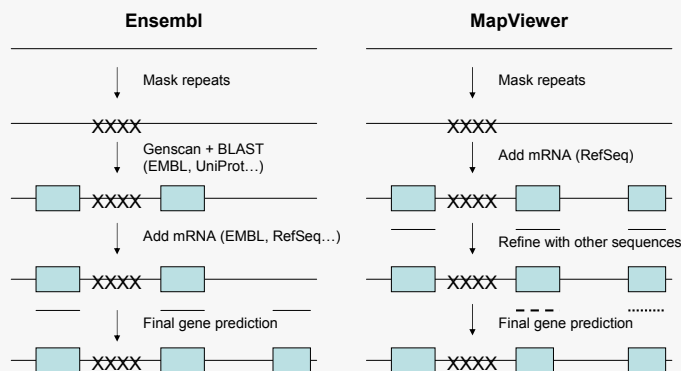 Ensembl
Mask repeats
XXXX
Genscan + BLAST
(EMBL, UniProt…)
XXXX
Add mRNA (EMBL, RefSeq…)
XXXX
Final gene prediction
XXXX
MapViewer
Mask repeats
XXXX
Add mRNA (RefSeq)
XXXX
Refine with other sequences
XXXX
Final gene prediction
XXXX